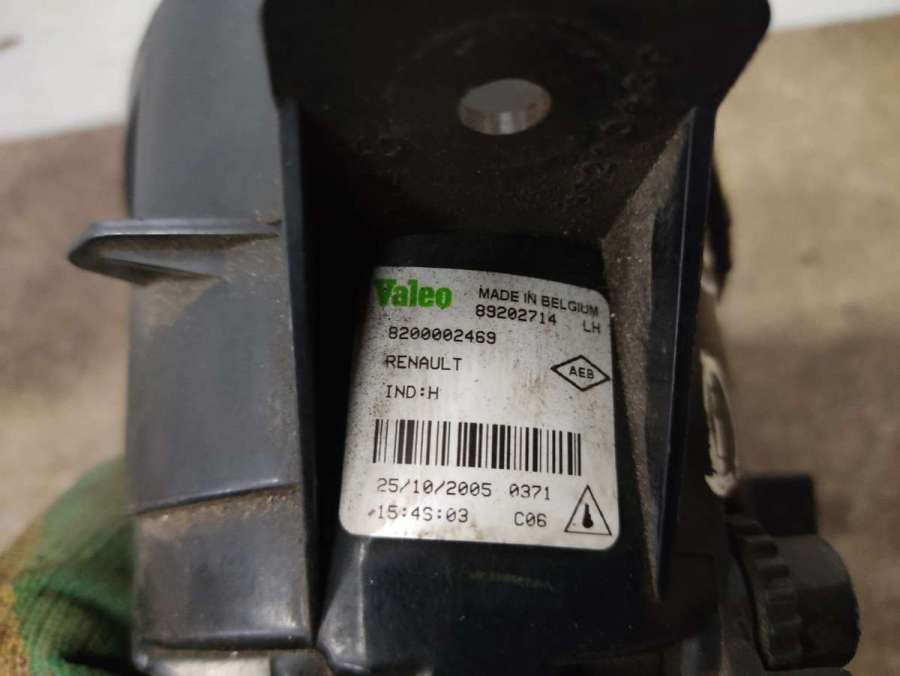 Valeo MADE IN BELGIUM
89202714 LH
8200002469
RENAULT
AEB
IND:H
25/10/2005 0371
15:45:03 C06